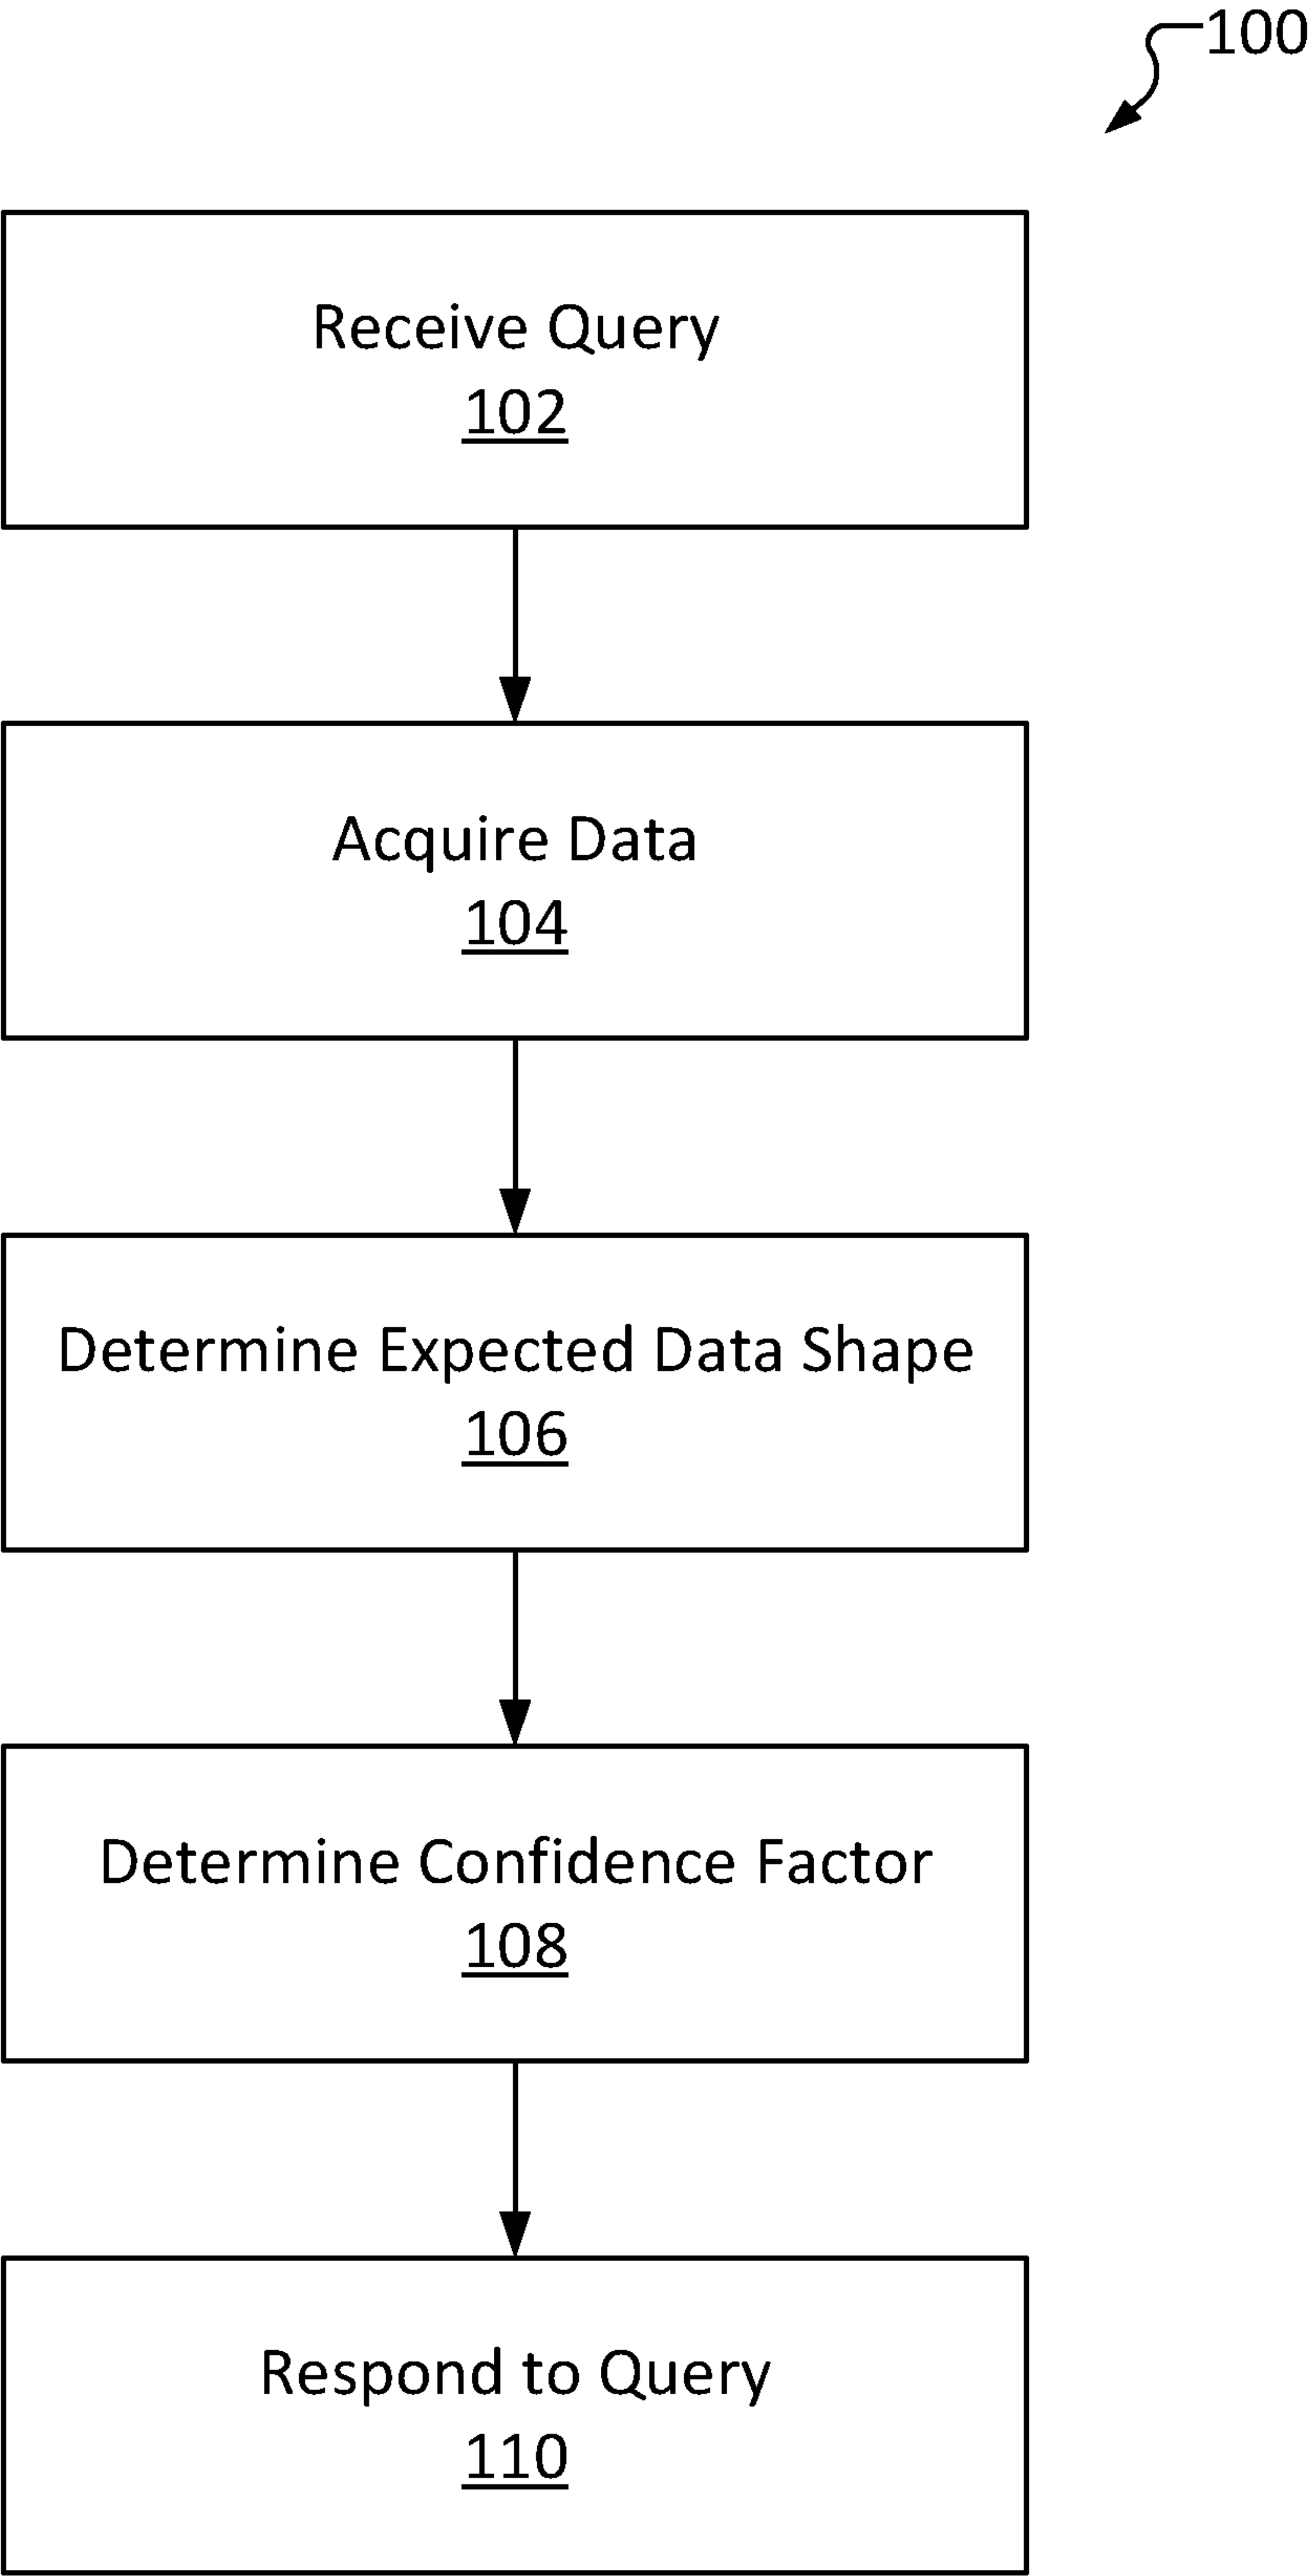 100
Receive Query
102
Acquire Data
104
Determine Expected Data Shape
106
Determine Confidence Factor
108
Respond to Query
110